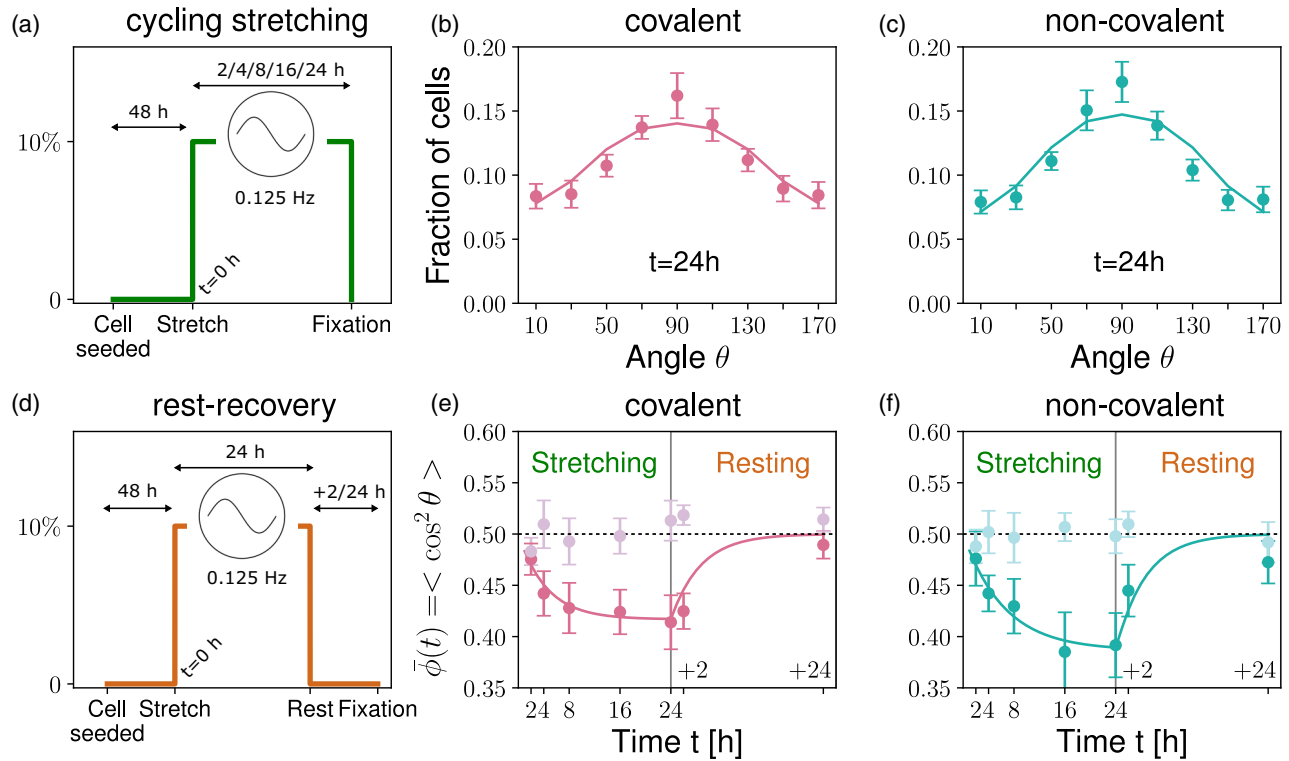 (a)
cycling stretching
2/4/8/16/24 h
48 h
10%
0.125 Hz
t=0 h
0
Cell seeded
Stretch
Fixation
(b)
covalent
Fraction of cells
0.20
0.15
0.10
0.05
0.00
t=24h
10
50
90
130
170
Angle θ
(c)
non-covalent
0.20
0.15
0.10
0.05
0.00
t=24h
10
50
90
130
170
Angle θ
(d)
rest-recovery
24 h
48 h
+2/24 h
10%
0.125 Hz
t=0 h
0
Cell seeded
Stretch
Rest
Fixation
(e)
covalent
ϕ̄(t) =< cos² θ >
0.60
0.55
0.50
0.45
0.40
0.35
Stretching
Resting
+2
+24
2
4
8
16
24
Time t [h]
(f)
non-covalent
0.60
0.55
0.50
0.45
0.40
0.35
Stretching
Resting
+2
+24
2
4
8
16
24
Time t [h]